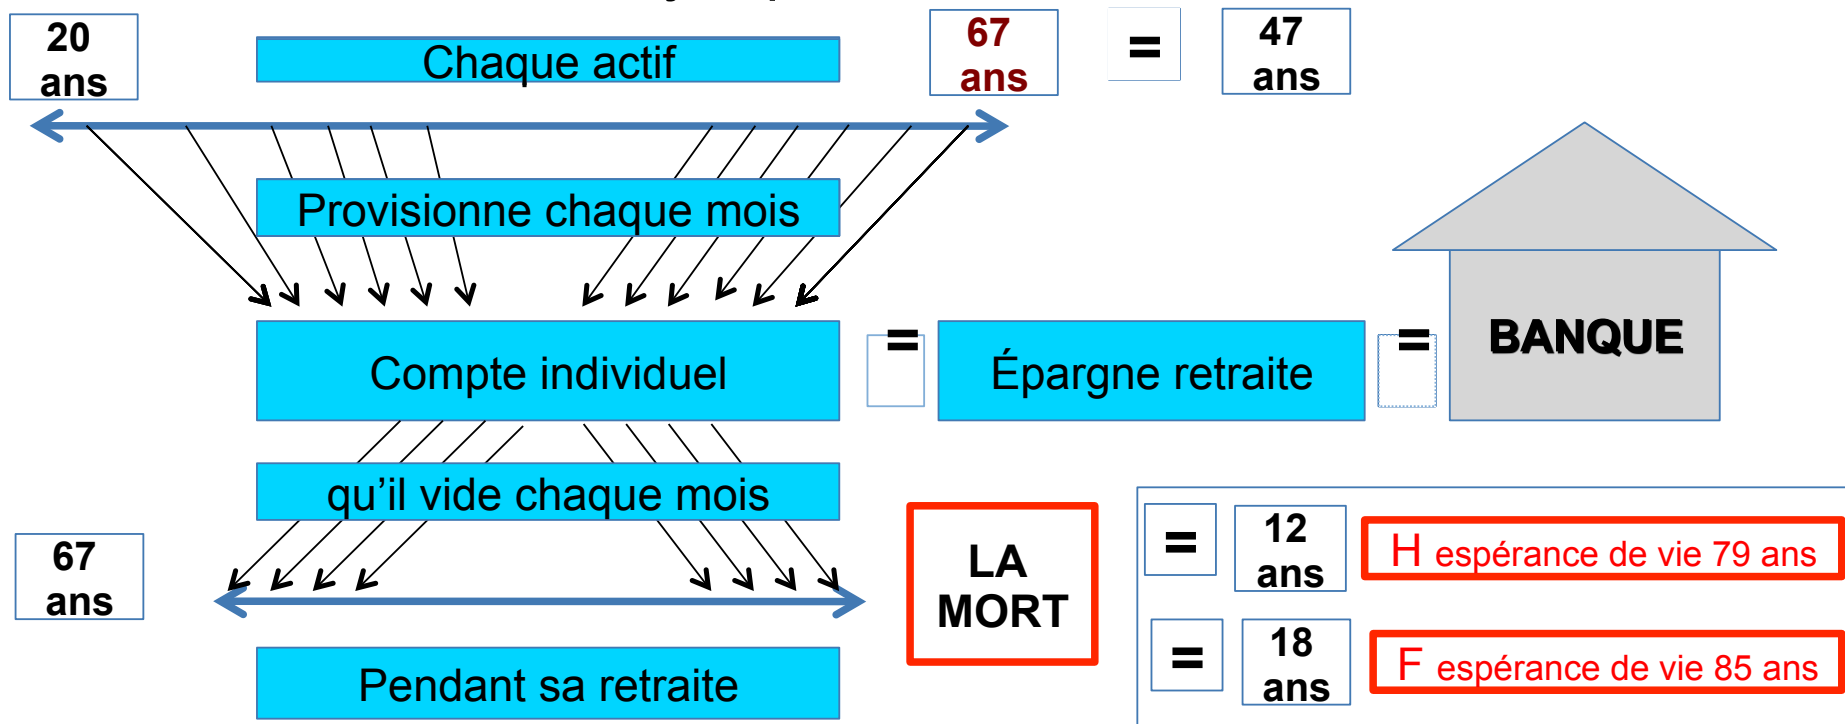 20
ans
Chaque actif
67
ans
=
47
ans
Provisionne chaque mois
Compte individuel
=
Épargne retraite
=
BANQUE
qu'il vide chaque mois
67
ans
LA
MORT
=
12
ans
H espérance de vie 79 ans
=
18
ans
F espérance de vie 85 ans
Pendant sa retraite